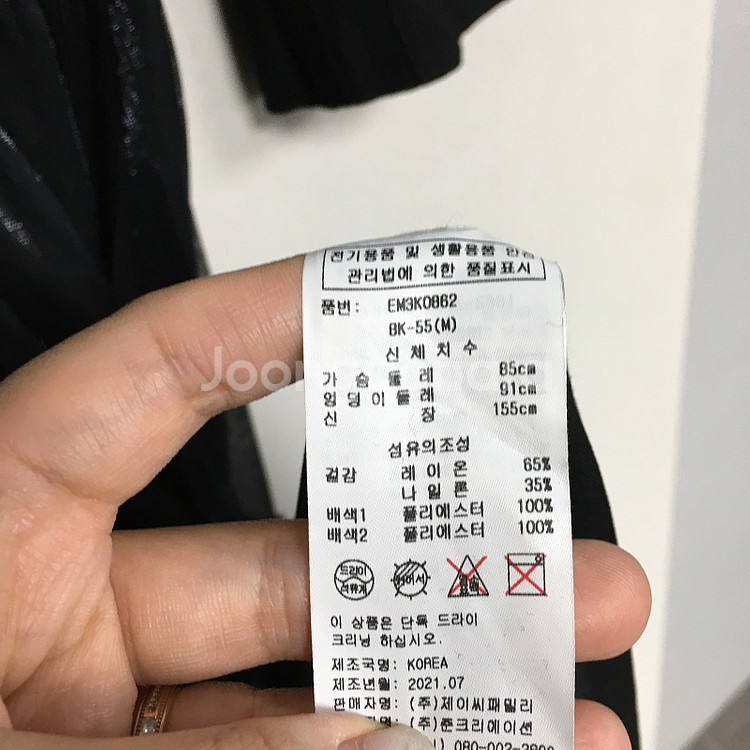 전기용품 및 생활용품 안전
관리법에 의한 품질표시
품번: EM3K0862
BK-55(M)
신체치수
가슴둘레 85cm
엉덩이둘레 91cm
신장 155cm
섬유의조성
겉감 레이온 65%
나일론 35%
배색1 폴리에스터 100%
배색2 폴리에스터 100%
드라이
석유계
이 상품은 단독 드라이
크리닝 하십시오.
제조국명: KOREA
제조년월: 2021.07
판매자명: (주)제이씨패밀리
(주)준크리에이션
080-002-3800